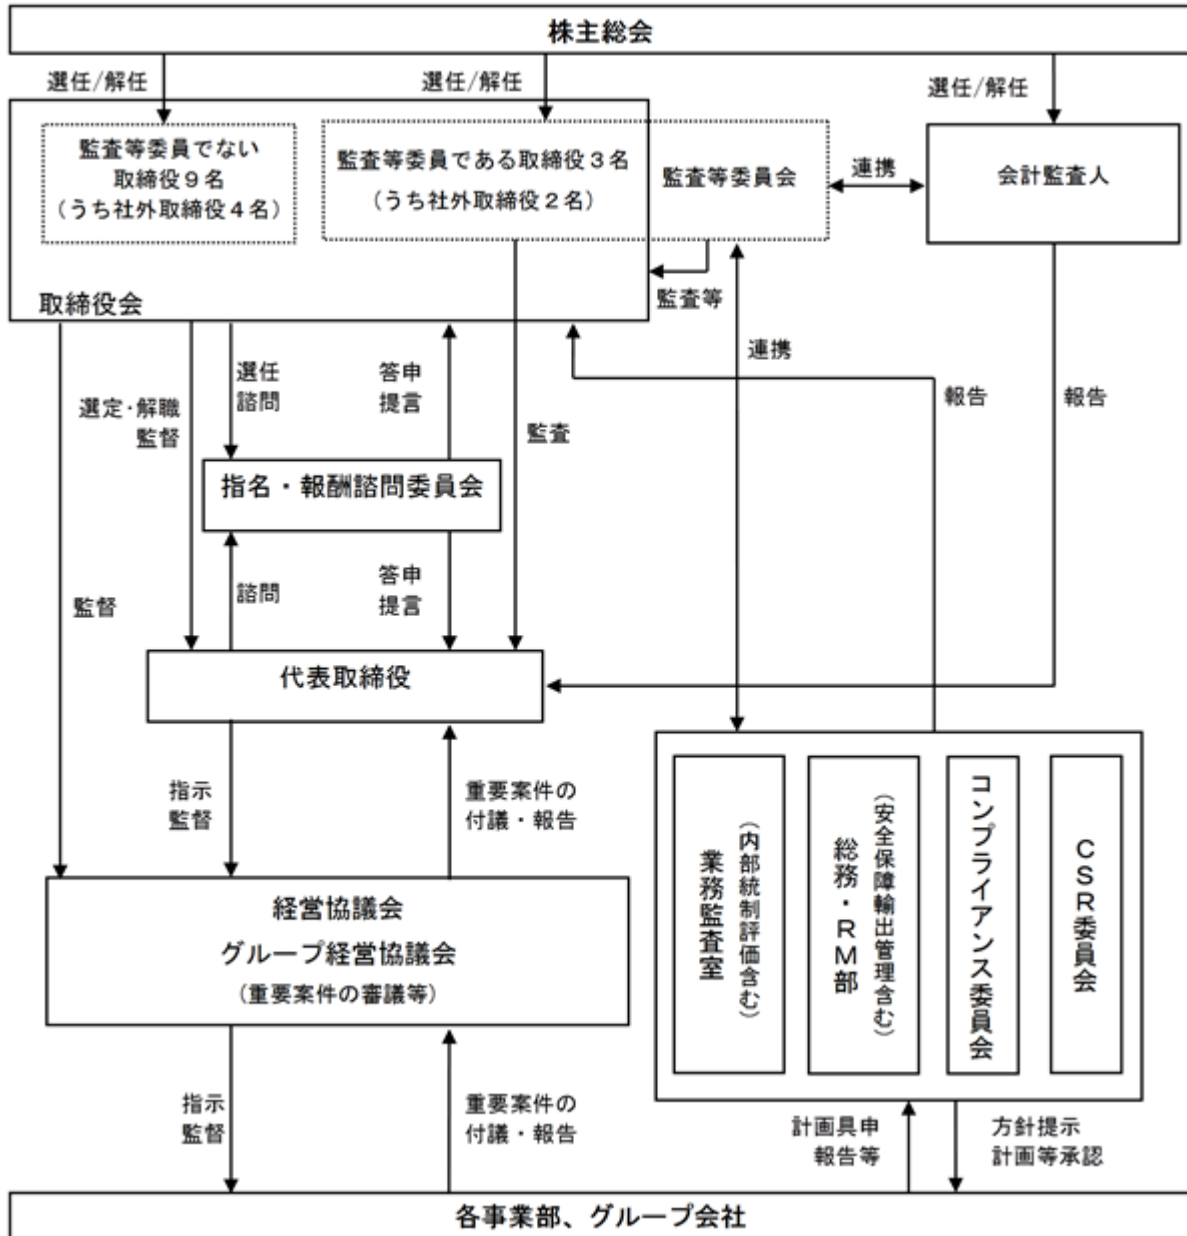 株主総会
選任/解任
選任/解任
選任/解任
監査等委員でない
取締役９名
（うち社外取締役４名）
監査等委員である取締役３名
（うち社外取締役２名）
監査等委員会
連携
会計監査人
取締役会
監査等
連携
選任
諮問
答申
提言
選定・解職
監督
監査
報告
報告
指名・報酬諮問委員会
監督
諮問
答申
提言
代表取締役
指示
監督
重要案件の
付議・報告
業務監査室
（内部統制評価含む）
総務・ＲＭ部
（安全保障輸出管理含む）
コンプライアンス委員会
ＣＳＲ委員会
経営協議会
グループ経営協議会
（重要案件の審議等）
指示
監督
重要案件の
付議・報告
計画具申
報告等
方針提示
計画等承認
各事業部、グループ会社